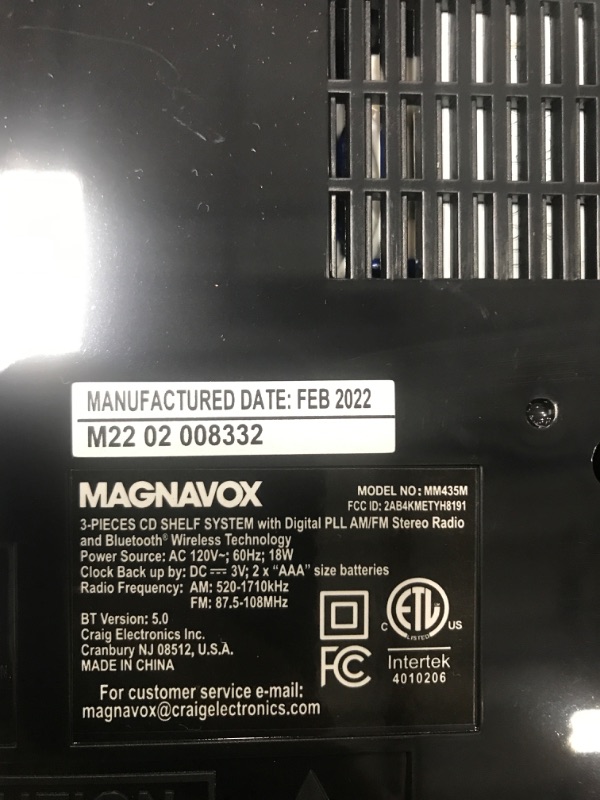 MANUFACTURED DATE: FEB 2022
M22 02 008332
MAGNAVOX
MODEL NO: MM435M
FCC ID: 2AB4KMETYH8191
3-PIECES CD SHELF SYSTEM with Digital PLL AM/FM Stereo Radio
and Bluetooth® Wireless Technology
Power Source: AC 120V~; 60Hz; 18W
Clock Back up by: DC ⎓ 3V; 2 x “AAA” size batteries
Radio Frequency: AM: 520-1710kHz
FM: 87.5-108MHz
BT Version: 5.0
Craig Electronics Inc.
Cranbury NJ 08512, U.S.A.
MADE IN CHINA
C ETL US
LISTED
FC
Intertek
4010206
For customer service e-mail:
magnavox@craigelectronics.com